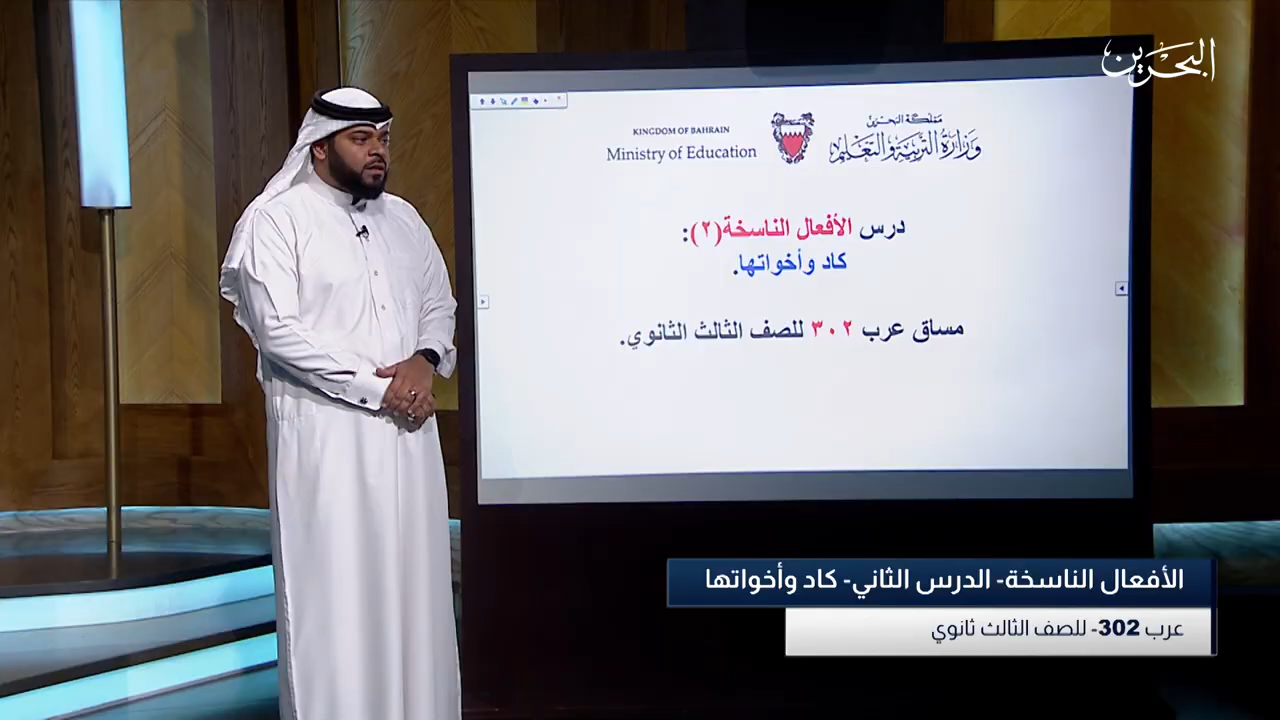 البحرين
KINGDOM OF BAHRAIN
Ministry of Education
مملكة البحرين
وزارة التربية والتعليم
درس الأفعال الناسخة(٢):
كاد وأخواتها.
مساق عرب ٣٠٢ للصف الثالث الثانوي.
الأفعال الناسخة- الدرس الثاني- كاد وأخواتها
عرب 302- للصف الثالث ثانوي